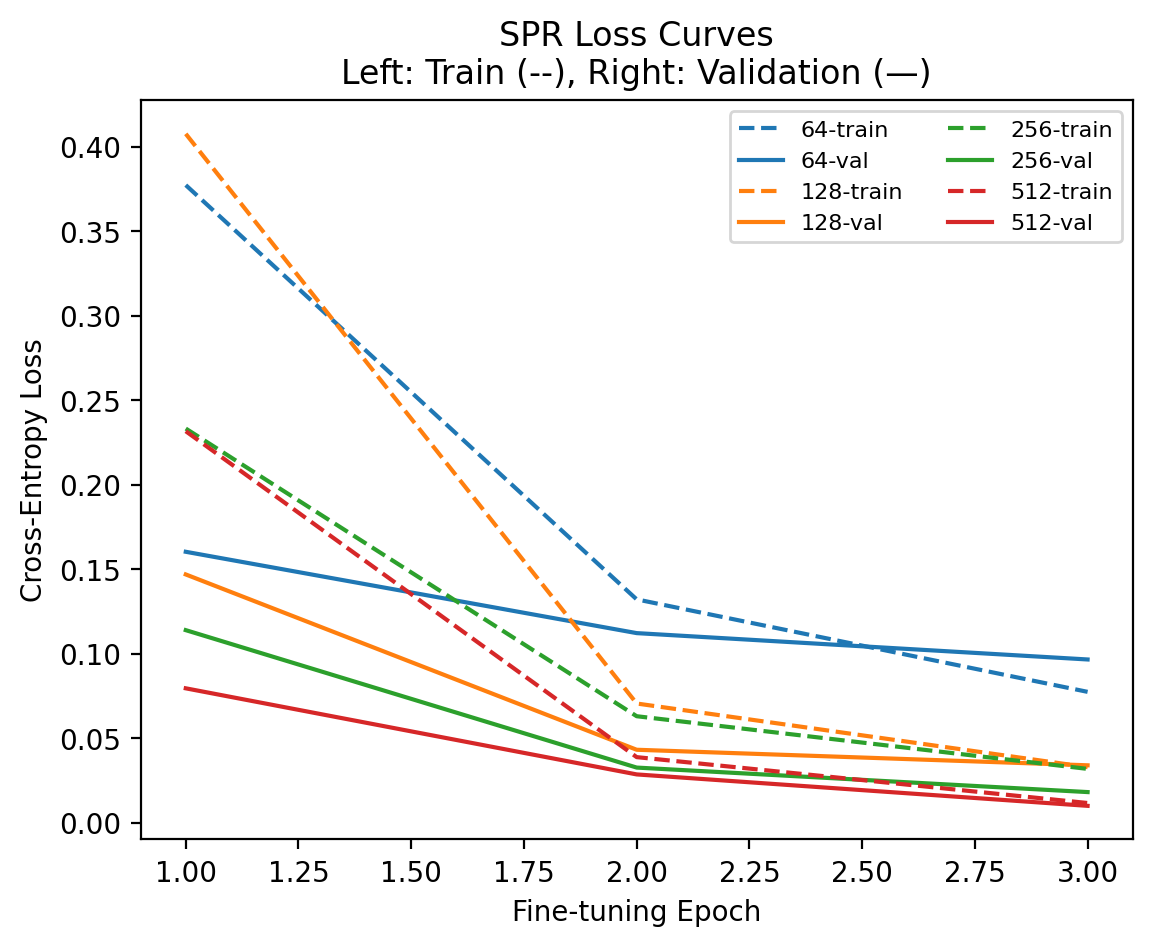 SPR Loss Curves
Left: Train (--), Right: Validation (—)
64-train
64-val
128-train
128-val
256-train
256-val
512-train
512-val
Cross-Entropy Loss
0.40
0.35
0.30
0.25
0.20
0.15
0.10
0.05
0.00
1.00 1.25 1.50 1.75 2.00 2.25 2.50 2.75 3.00
Fine-tuning Epoch